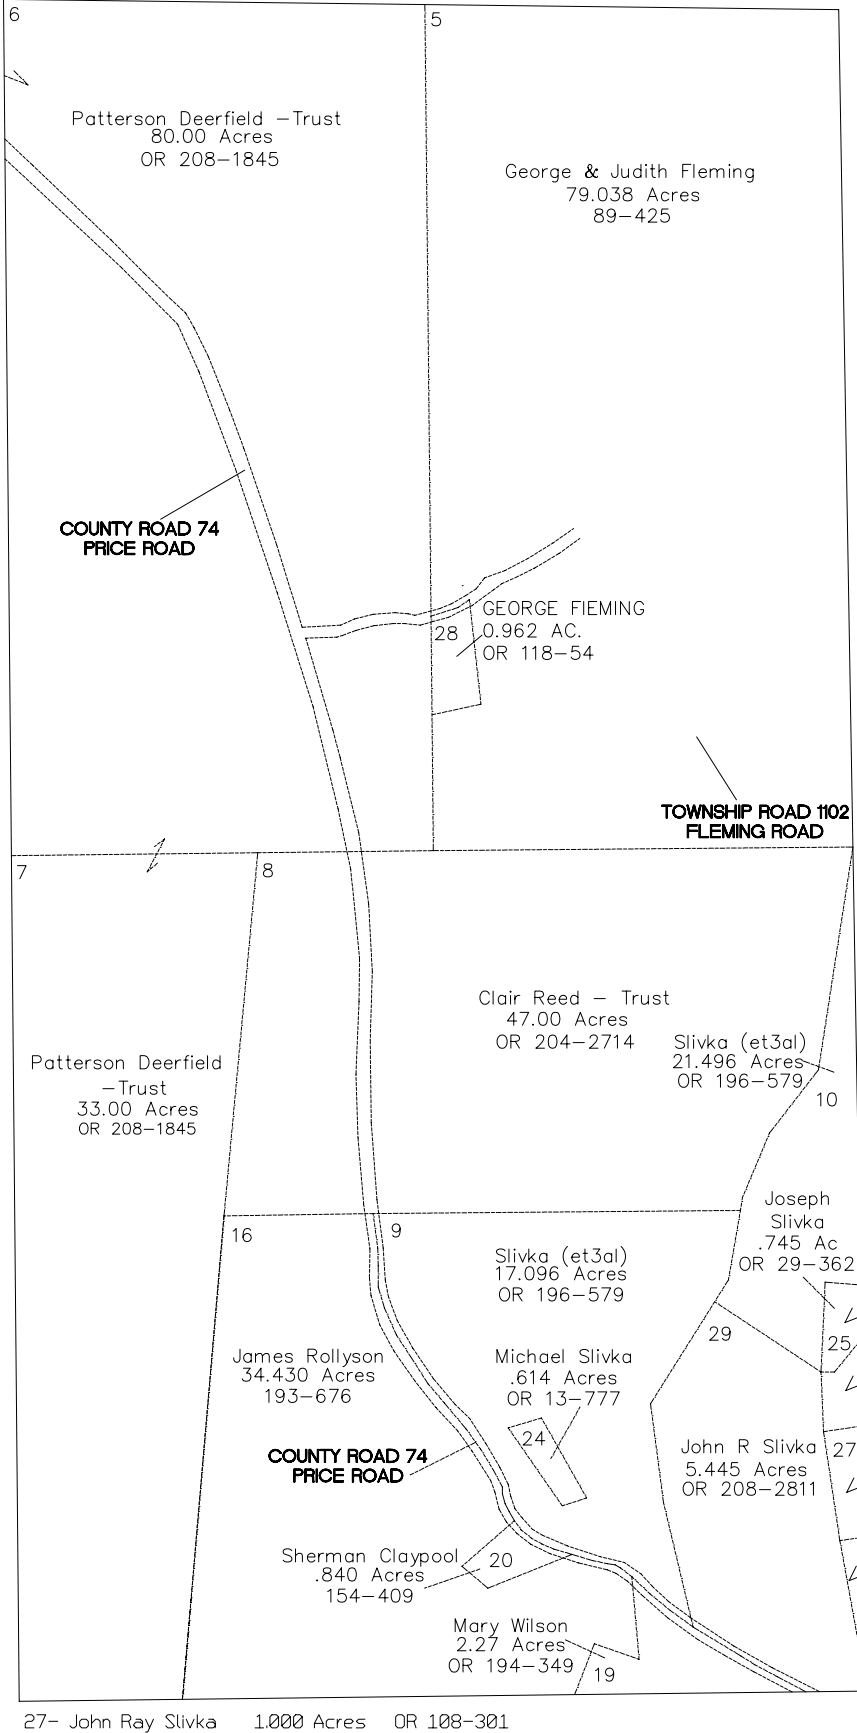 6
5
Patterson Deerfield -Trust
80.00 Acres
OR 208-1845
George & Judith Fleming
79.038 Acres
89-425
COUNTY ROAD 74
PRICE ROAD
28
GEORGE FlEMING
0.962 AC.
OR 118-54
TOWNSHIP ROAD 1102
FLEMING ROAD
7
8
Clair Reed - Trust
47.00 Acres
OR 204-2714
Slivka (et3al)
21.496 Acres
OR 196-579
10
Patterson Deerfield
-Trust
33.00 Acres
OR 208-1845
16
9
Joseph
Slivka
.745 Ac
OR 29-362
Slivka (et3al)
17.096 Acres
OR 196-579
29
25
James Rollyson
34.430 Acres
193-676
Michael Slivka
.614 Acres
OR 13-777
24
COUNTY ROAD 74
PRICE ROAD
John R Slivka
5.445 Acres
OR 208-2811
27
Sherman Claypool
.840 Acres
154-409
20
Mary Wilson
2.27 Acres
OR 194-349
19
27- John Ray Slivka 1.000 Acres OR 108-301